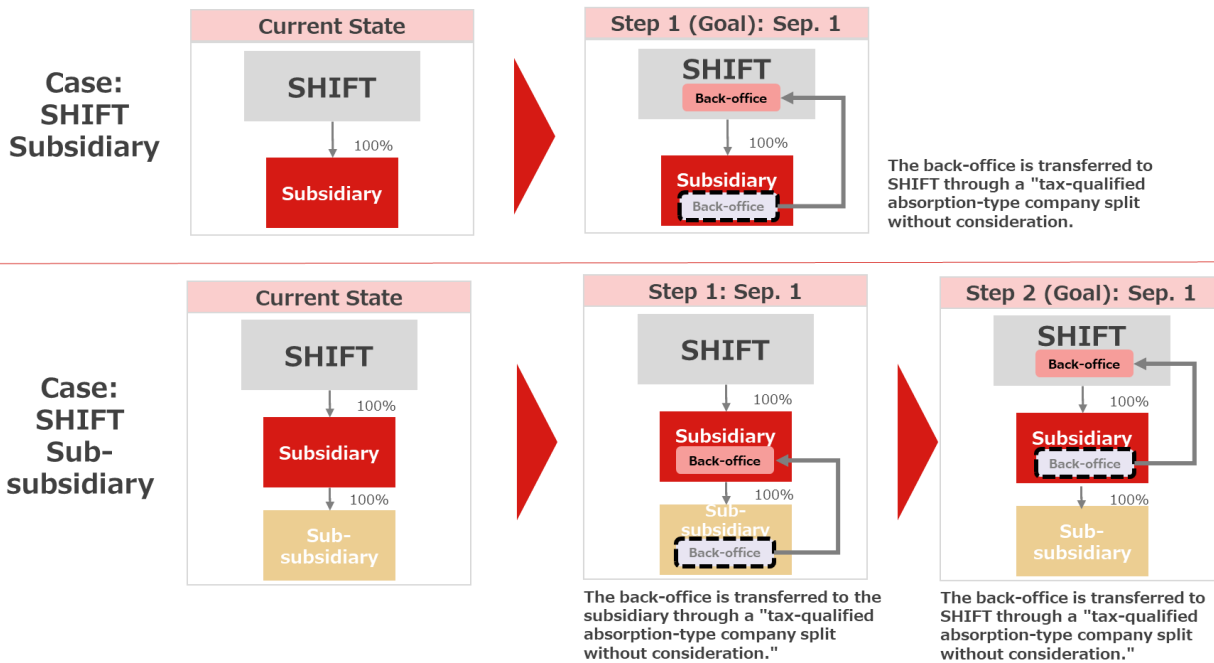 Case:
SHIFT
Subsidiary
Current State
SHIFT
100%
Subsidiary
Step 1 (Goal): Sep. 1
SHIFT
Back-office
100%
Subsidiary
Back-office
The back-office is transferred to
SHIFT through a "tax-qualified
absorption-type company split
without consideration.
Case:
SHIFT
Sub-
subsidiary
Current State
SHIFT
100%
Subsidiary
100%
Sub-
subsidiary
Step 1: Sep. 1
SHIFT
100%
Subsidiary
Back-office
100%
Sub-
subsidiary
Back-office
The back-office is transferred to the
subsidiary through a "tax-qualified
absorption-type company split
without consideration."
Step 2 (Goal): Sep. 1
SHIFT
Back-office
100%
Subsidiary
Back-office
100%
Sub-
subsidiary
The back-office is transferred to
SHIFT through a "tax-qualified
absorption-type company split
without consideration."